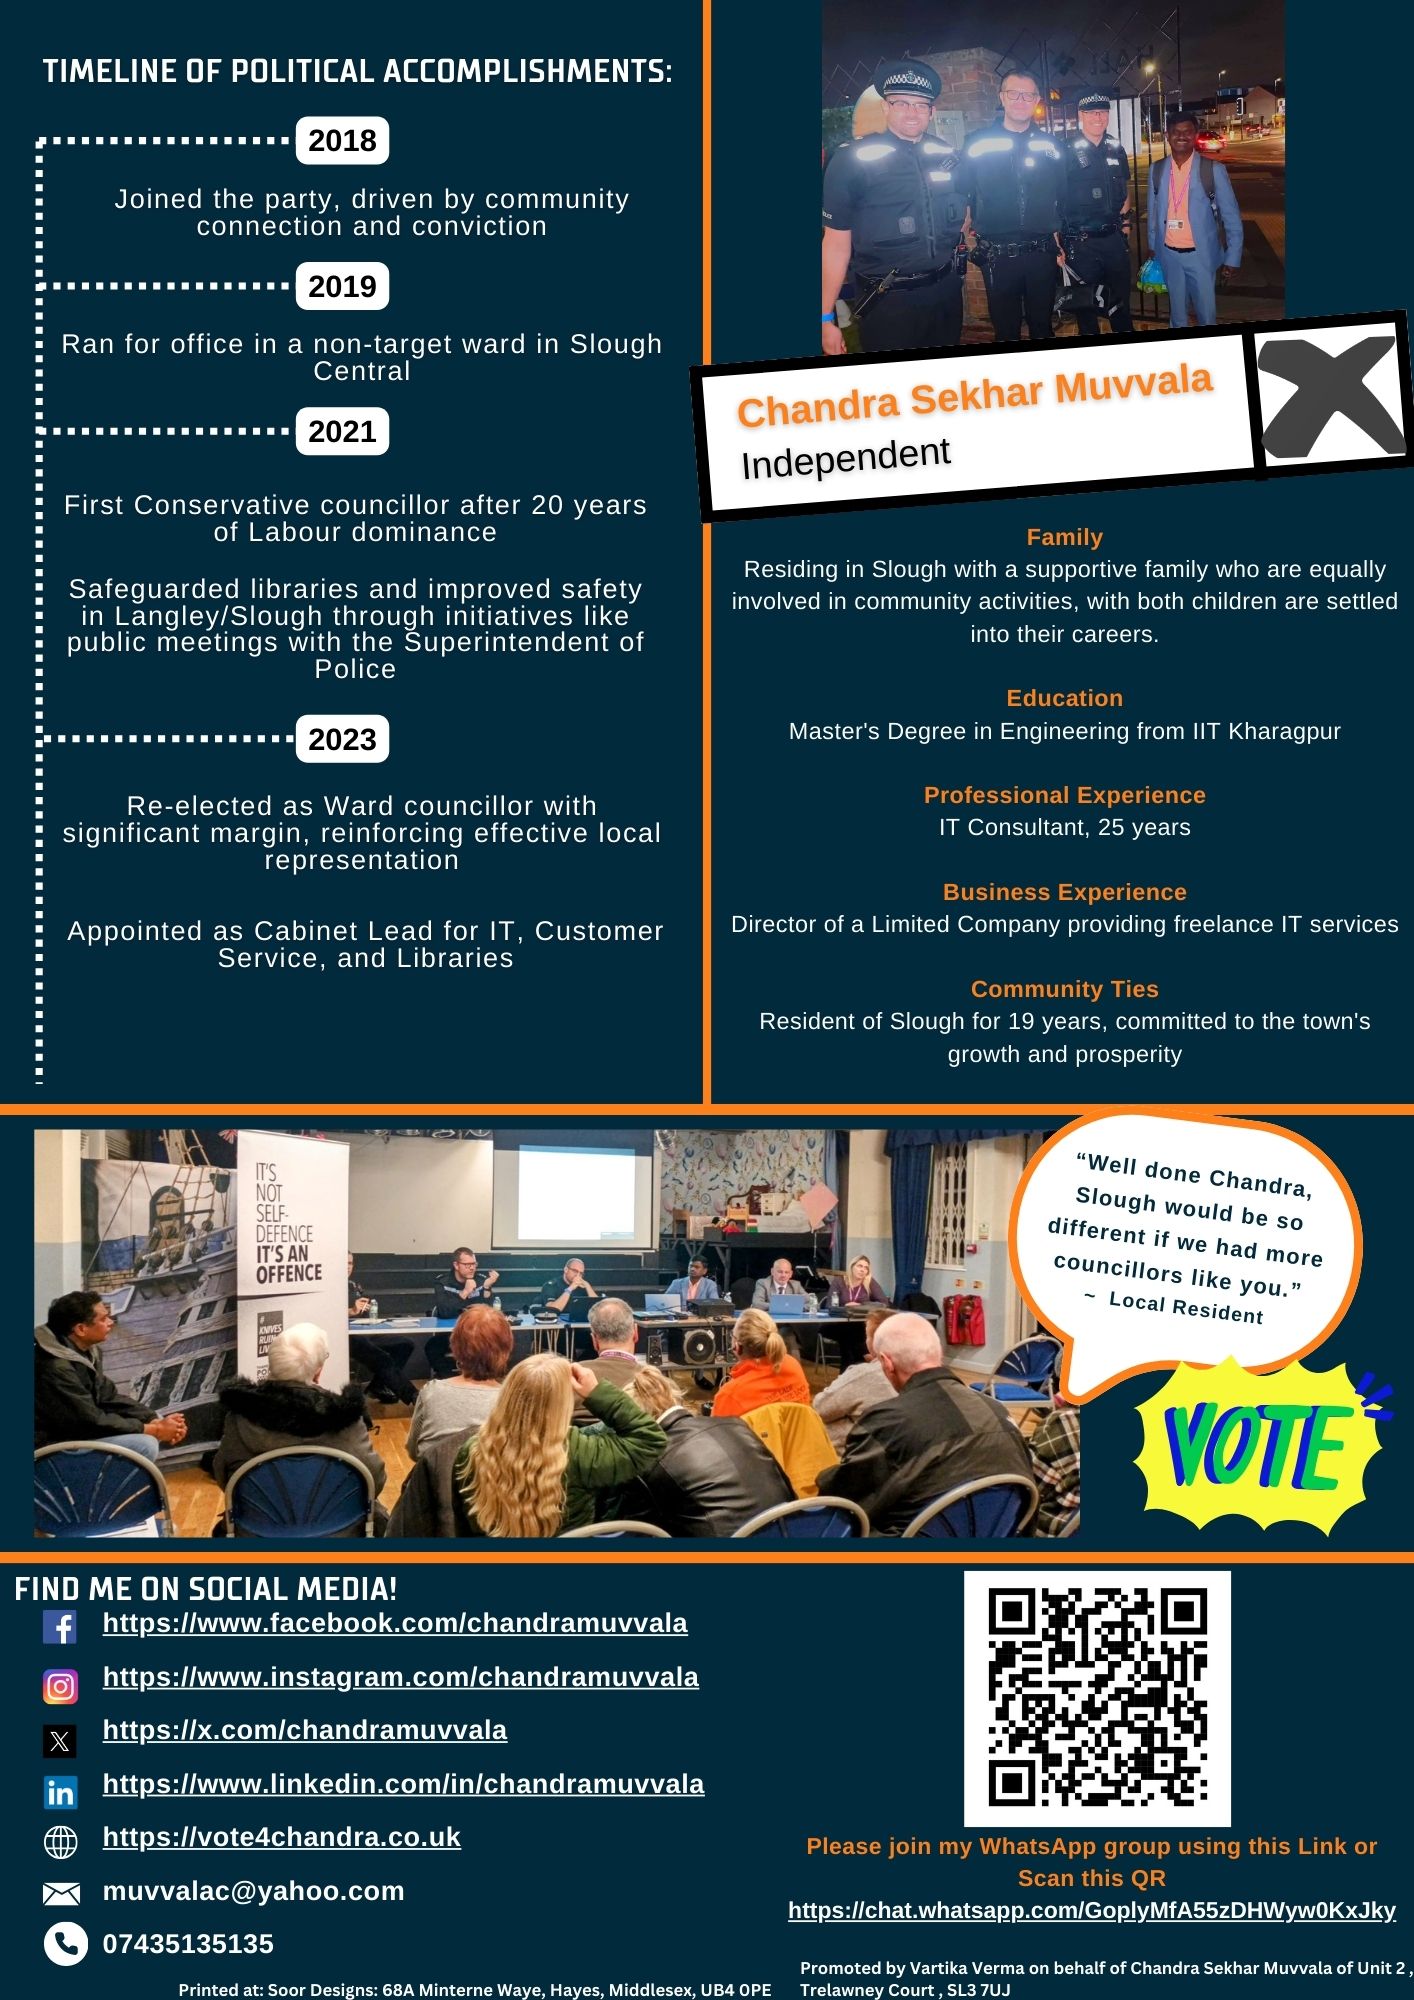 TIMELINE OF POLITICAL ACCOMPLISHMENTS:
2018
Joined the party, driven by community
connection and conviction
2019
Ran for office in a non-target ward in Slough
Central
2021
First Conservative councillor after 20 years
of Labour dominance
Safeguarded libraries and improved safety
in Langley/Slough through initiatives like
public meetings with the Superintendent of
Police
2023
Re-elected as Ward councillor with
significant margin, reinforcing effective local
representation
Appointed as Cabinet Lead for IT, Customer
Service, and Libraries
Chandra Sekhar Muvvala
Independent
Family
Residing in Slough with a supportive family who are equally
involved in community activities, with both children are settled
into their careers.
Education
Master's Degree in Engineering from IIT Kharagpur
Professional Experience
IT Consultant, 25 years
Business Experience
Director of a Limited Company providing freelance IT services
Community Ties
Resident of Slough for 19 years, committed to the town's
growth and prosperity
IT'S
NOT
SELF-
DEFENCE
IT'S AN
OFFENCE
#
KNIVES
“Well done Chandra,
Slough would be so
different if we had more
councillors like you.”
~ Local Resident
VOTE
FIND ME ON SOCIAL MEDIA!
https://www.facebook.com/chandramuvvala
https://www.instagram.com/chandramuvvala
https://x.com/chandramuvvala
https://www.linkedin.com/in/chandramuvvala
https://vote4chandra.co.uk
muvvalac@yahoo.com
07435135135
Printed at: Soor Designs: 68A Minterne Waye, Hayes, Middlesex, UB4 0PE
Please join my WhatsApp group using this Link or
Scan this QR
https://chat.whatsapp.com/GoplyMfA55zDHWyw0KxJky
Promoted by Vartika Verma on behalf of Chandra Sekhar Muvvala of Unit 2 ,
Trelawney Court , SL3 7UJ